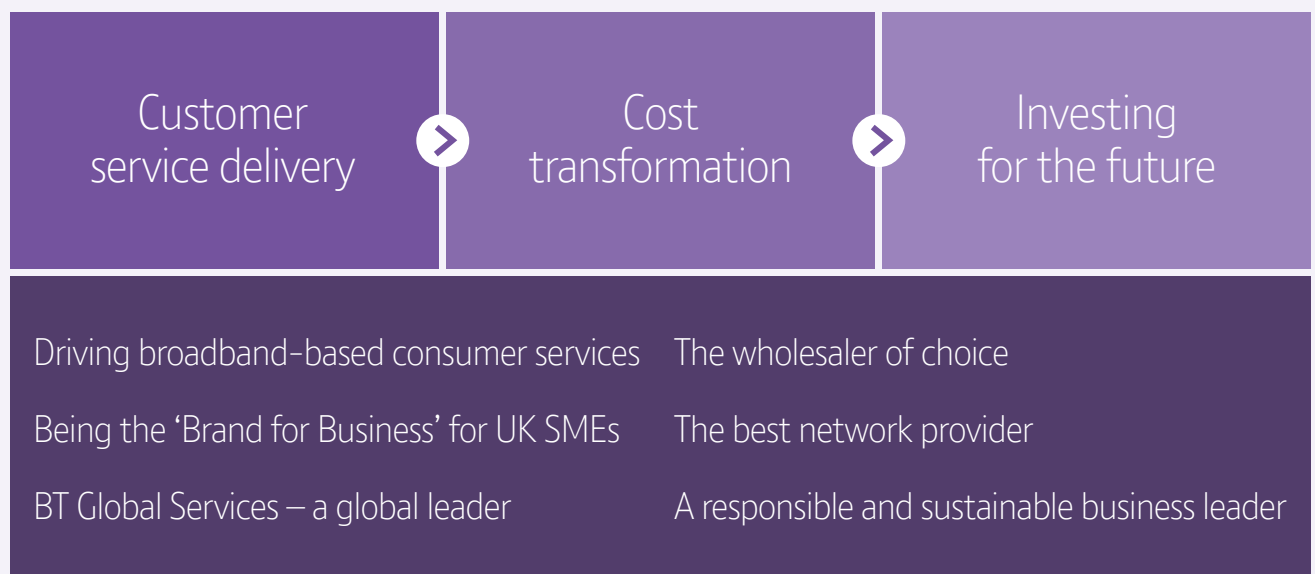 Customer
service delivery
Cost
transformation
Investing
for the future
Driving broadband-based consumer services
Being the ‘Brand for Business’ for UK SMEs
BT Global Services – a global leader
The wholesaler of choice
The best network provider
A responsible and sustainable business leader